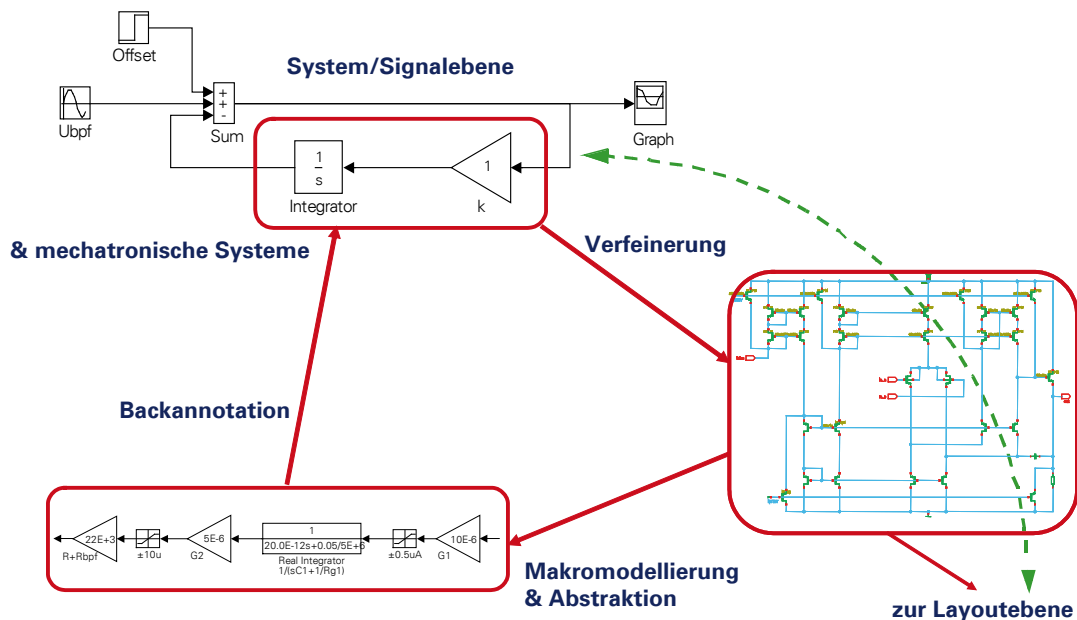 Offset
System/Signalebene
Ubpf
+
+
-
Sum
Graph
1
s
Integrator
1
k
& mechatronische Systeme
Verfeinerung
Backannotation
22E+3
R+Rbpf
±10u
5E-6
G2
1
20.0E-12s+0.05/5E+6
Real Integrator
1/(sC1+1/Rg1)
±0.5uA
10E-6
G1
Makromodellierung
& Abstraktion
zur Layoutebene